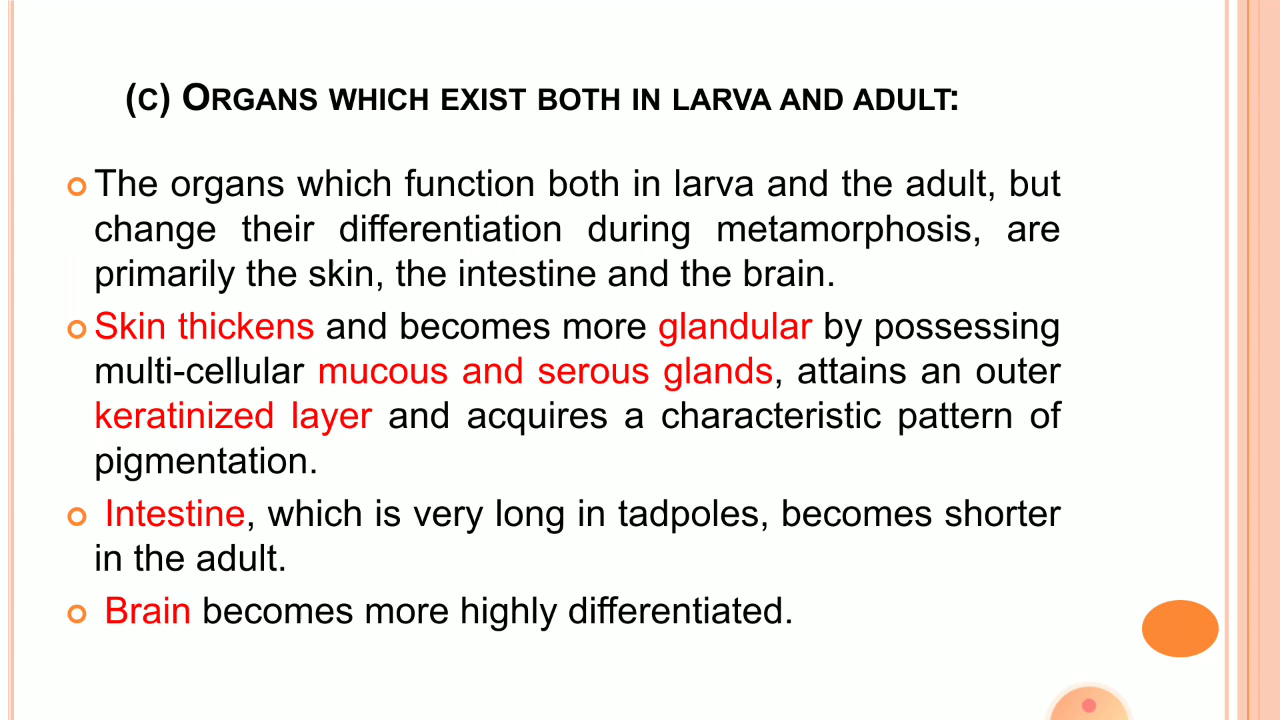 (C) ORGANS WHICH EXIST BOTH IN LARVA AND ADULT:
The organs which function both in larva and the adult, but
change their differentiation during metamorphosis, are
primarily the skin, the intestine and the brain.
Skin thickens and becomes more glandular by possessing
multi-cellular mucous and serous glands, attains an outer
keratinized layer and acquires a characteristic pattern of
pigmentation.
Intestine, which is very long in tadpoles, becomes shorter
in the adult.
Brain becomes more highly differentiated.